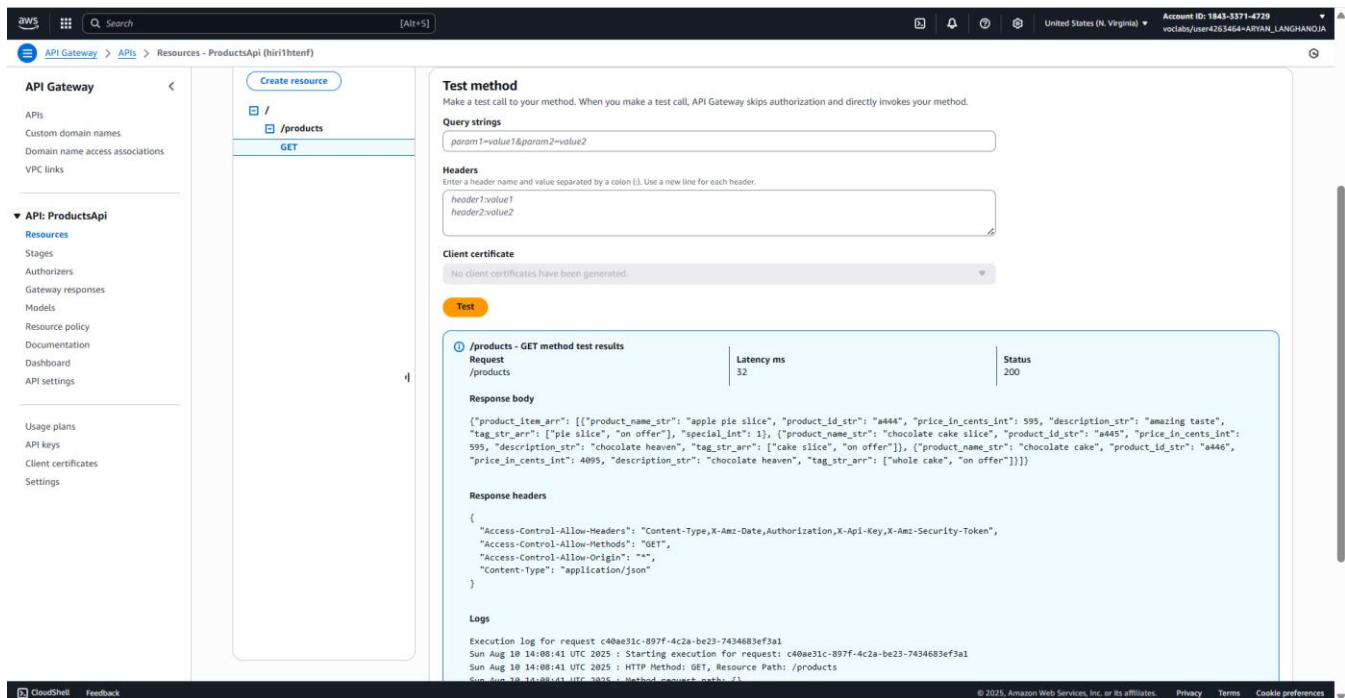 aws
Search
[Alt+S]
United States (N. Virginia)
Account ID: 1843-3371-4729
voclabs/user4263464=ARYAN_LANGHANOJA
API Gateway > APIs > Resources - ProductsApi (hiri1htenf)
API Gateway
APIs
Custom domain names
Domain name access associations
VPC links
API: ProductsApi
Resources
Stages
Authorizers
Gateway responses
Models
Resource policy
Documentation
Dashboard
API settings
Usage plans
API keys
Client certificates
Settings
Create resource
/
/products
GET
Test method
Make a test call to your method. When you make a test call, API Gateway skips authorization and directly invokes your method.
Query strings
param1=value1&param2=value2
Headers
Enter a header name and value separated by a colon (:). Use a new line for each header.
header1:value1
header2:value2
Client certificate
No client certificates have been generated.
Test
/products - GET method test results
Request
/products
Latency ms
32
Status
200
Response body
{"product_item_arr": [{"product_name_str": "apple pie slice", "product_id_str": "a444", "price_in_cents_int": 595, "description_str": "amazing taste",
"tag_str_arr": ["pie slice", "on offer"], "special_int": 1}, {"product_name_str": "chocolate cake slice", "product_id_str": "a445", "price_in_cents_int":
595, "description_str": "chocolate heaven", "tag_str_arr": ["cake slice", "on offer"]}, {"product_name_str": "chocolate cake", "product_id_str": "a446",
"price_in_cents_int": 4095, "description_str": "chocolate heaven", "tag_str_arr": ["whole cake", "on offer"]}]}
Response headers
{
"Access-Control-Allow-Headers": "Content-Type,X-Amz-Date,Authorization,X-Api-Key,X-Amz-Security-Token",
"Access-Control-Allow-Methods": "GET",
"Access-Control-Allow-Origin": "*",
"Content-Type": "application/json"
}
Logs
Execution log for request c40ae31c-897f-4c2a-be23-7434683ef3a1
Sun Aug 10 14:08:41 UTC 2025 : Starting execution for request: c40ae31c-897f-4c2a-be23-7434683ef3a1
Sun Aug 10 14:08:41 UTC 2025 : HTTP Method: GET, Resource Path: /products
Sun Aug 10 14:08:41 UTC 2025 : Method request path: {}
CloudShell
Feedback
© 2025, Amazon Web Services, Inc. or its affiliates.
Privacy
Terms
Cookie preferences